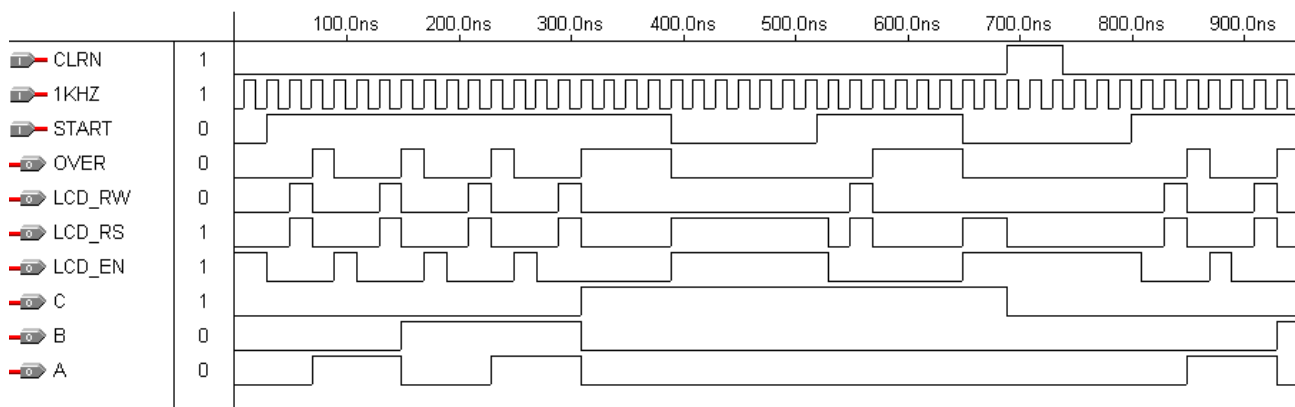 100.0ns 200.0ns 300.0ns 400.0ns 500.0ns 600.0ns 700.0ns 800.0ns 900.0ns
I CLRN 1
I 1KHZ 1
I START 0
O OVER 0
O LCD_RW 0
O LCD_RS 1
O LCD_EN 1
O C 1
O B 0
O A 0